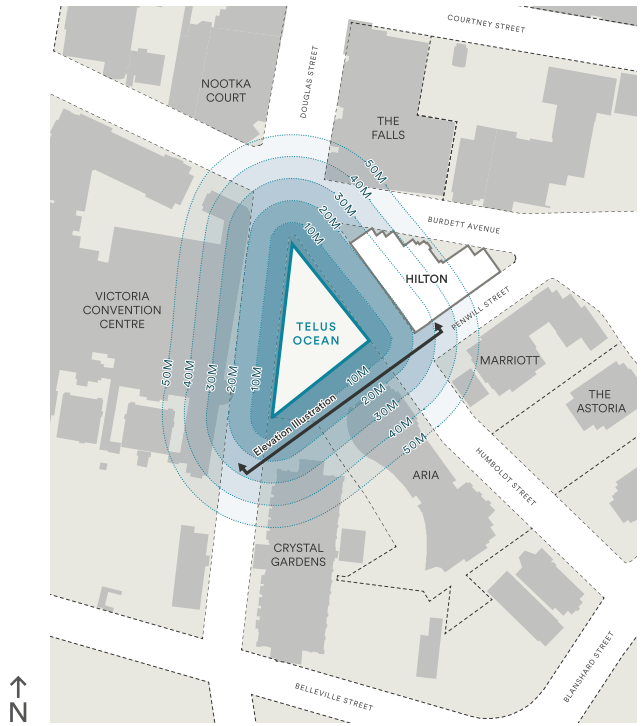 COURTNEY STREET
DOUGLAS STREET
NOOTKA
COURT
THE
FALLS
50M
40M
30M
20M
10M
BURDETT AVENUE
HILTON
PENWILL STREET
VICTORIA
CONVENTION
CENTRE
TELUS
OCEAN
MARRIOTT
THE
ASTORIA
50M
40M
30M
20M
10M
10M
20M
30M
40M
50M
Elevation Illustration
HUMBOLDT STREET
ARIA
CRYSTAL
GARDENS
BLANSHARD STREET
BELLEVILLE STREET
N